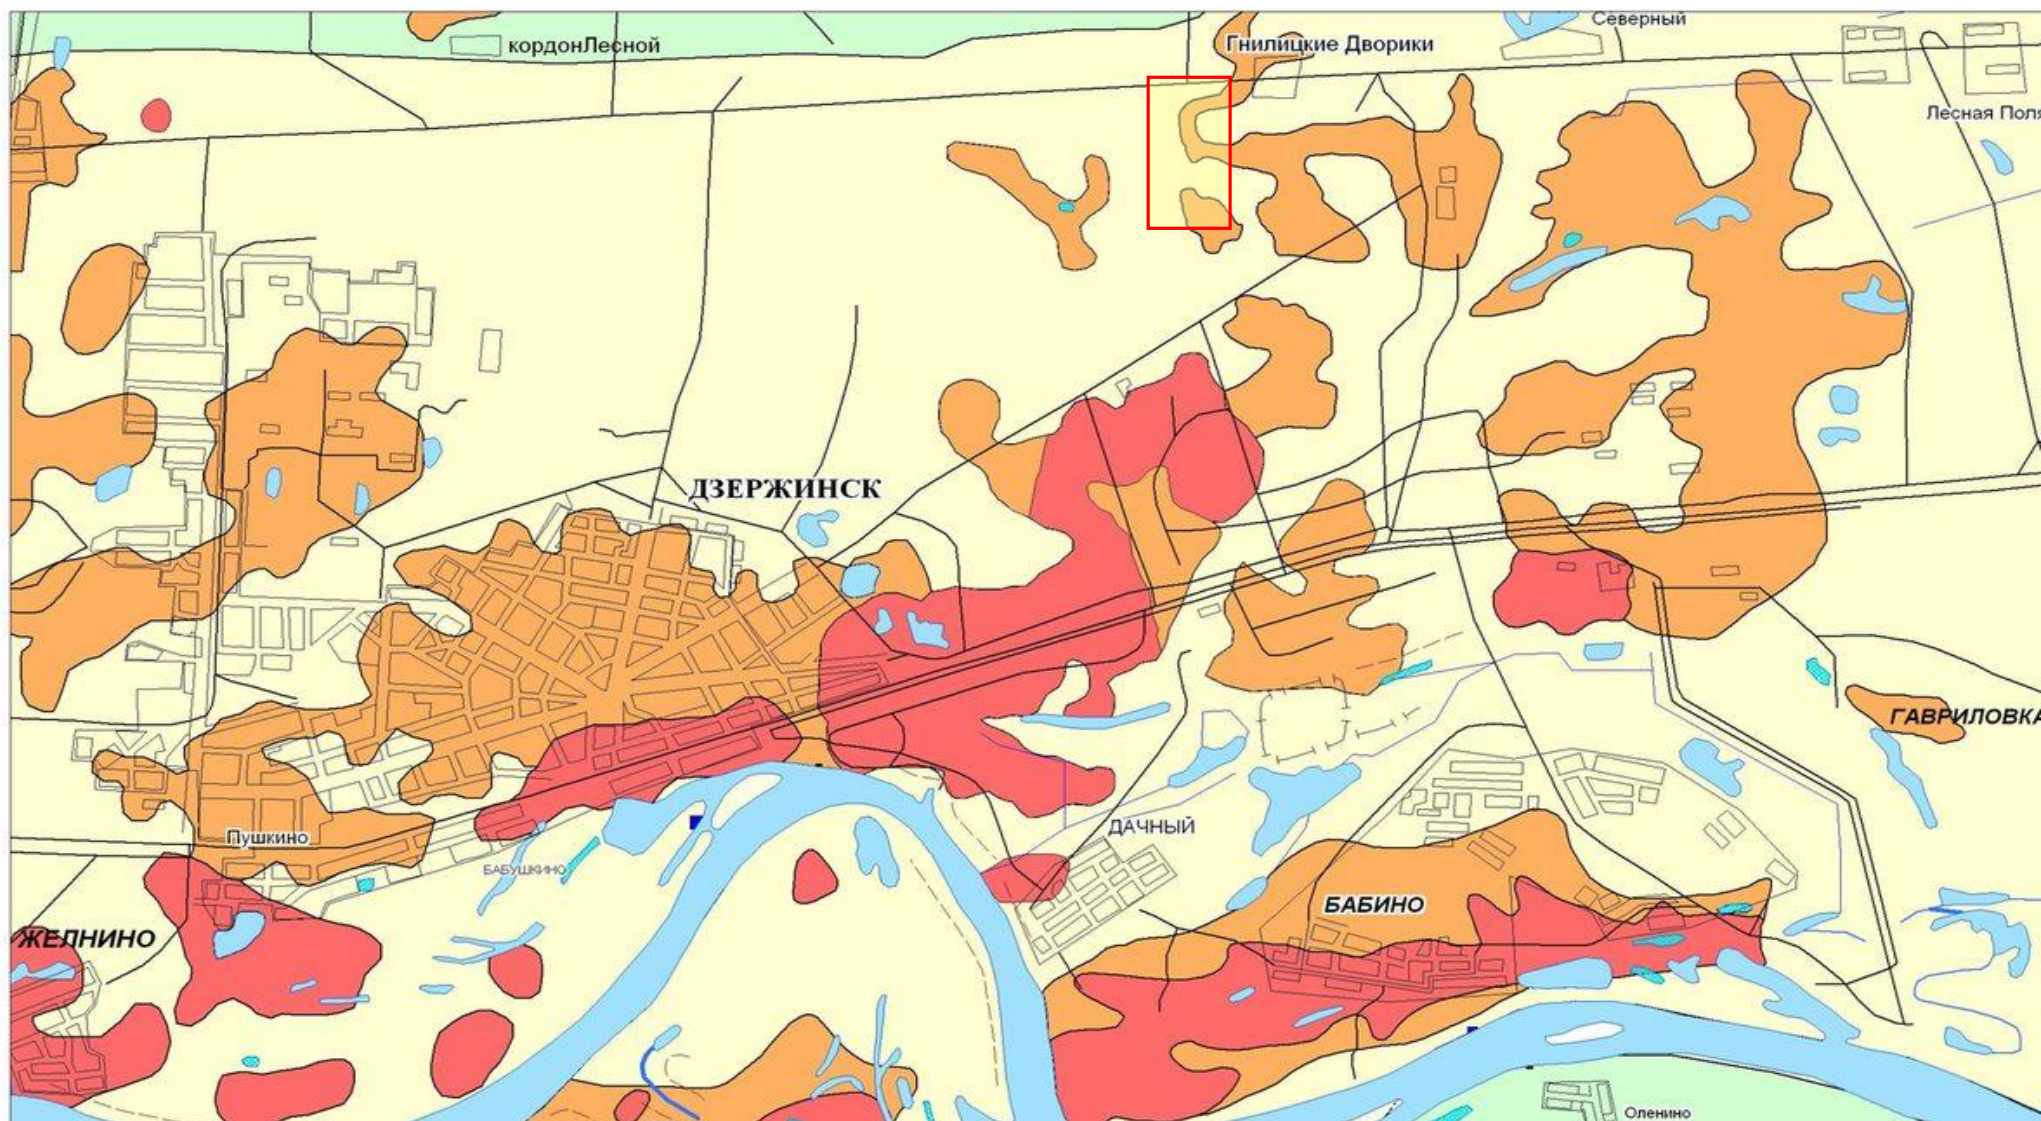 Северный
кордонЛесной
Гнилицкие Дворики
Лесная Поля
ДЗЕРЖИНСК
ГАВРИЛОВКА
ДАЧНЫЙ
Пушкино
БАБУШКИНО
БАБИНО
ЖЕЛНИНО
Оленино